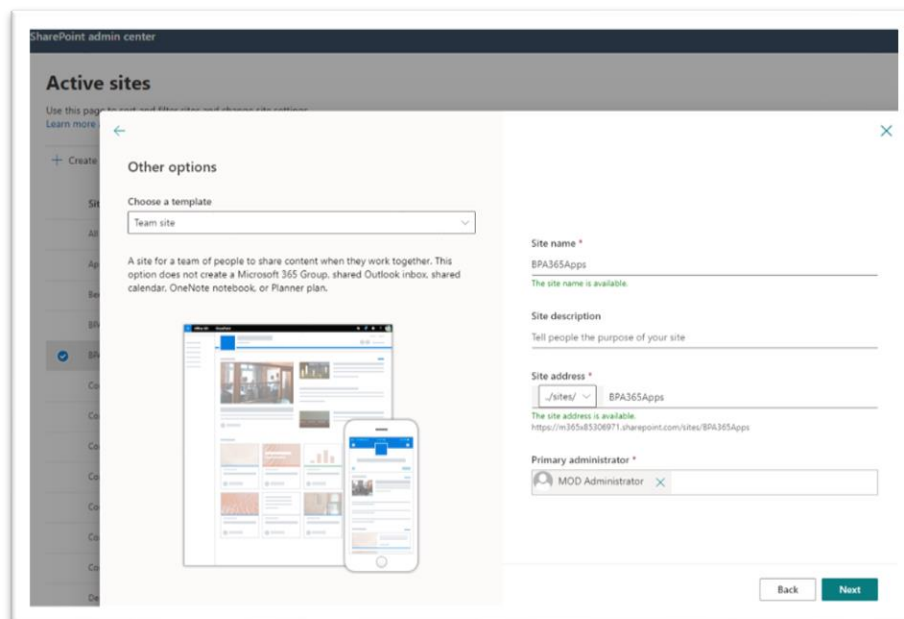 SharePoint admin center
Active sites
Use this page to sort and filter sites and change site settings.
Learn more
Create
Other options
Choose a template
Team site
A site for a team of people to share content when they work together. This
option does not create a Microsoft 365 Group, shared Outlook inbox, shared
calendar, OneNote notebook, or Planner plan.
Site name *
BPA365Apps
The site name is available.
Site description
Tell people the purpose of your site
Site address *
../sites/ BPA365Apps
The site address is available.
https://m365x85306971.sharepoint.com/sites/BPA365Apps
Primary administrator *
MOD Administrator
Back Next